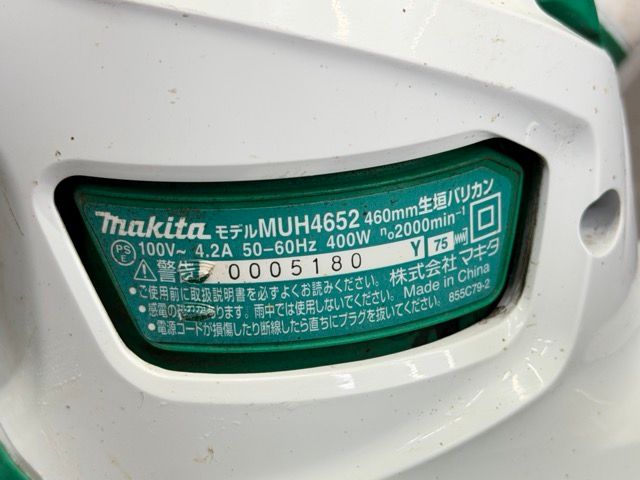 makita モデルMUH4652 460mm生垣バリカン
PS E 100V~ 4.2A 50-60Hz 400W n₀2000min⁻¹
警告 0005180 Y 75
・ご使用前に取扱説明書を必ずよくお読みください。 株式会社マキタ
・感電の あります。雨中では使用しないでください。 Made in China
・電源コードが損傷したり断線したら直ちにプラグを抜いてください。 855C79-2